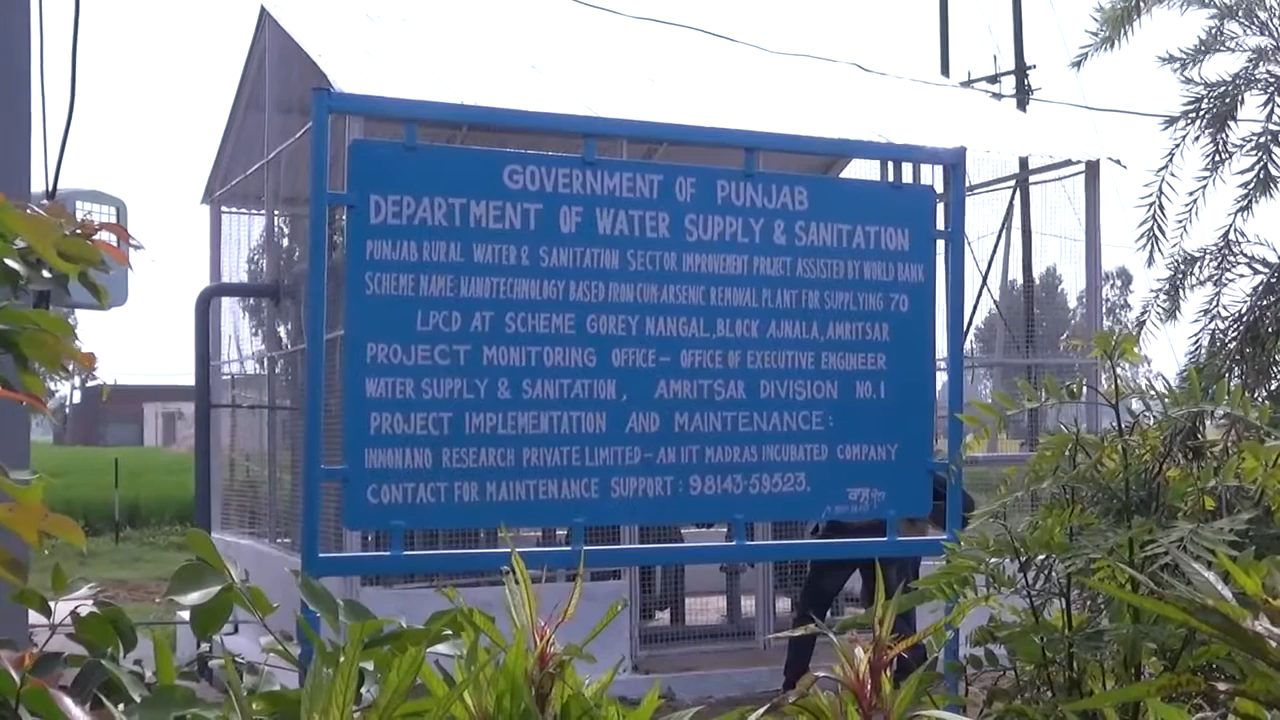 GOVERNMENT OF PUNJAB
DEPARTMENT OF WATER SUPPLY & SANITATION
PUNJAB RURAL WATER & SANITATION SECTOR IMPROVEMENT PROJECT ASSISTED BY WORLD BANK
SCHEME NAME: NANOTECHNOLOGY BASED IRON CUM ARSENIC REMOVAL PLANT FOR SUPPLYING 70
LPCD AT SCHEME GOREY NANGAL, BLOCK AJNALA, AMRITSAR
PROJECT MONITORING OFFICE - OFFICE OF EXECUTIVE ENGINEER
WATER SUPPLY & SANITATION, AMRITSAR DIVISION NO.1
PROJECT IMPLEMENTATION AND MAINTENANCE:
INNONANO RESEARCH PRIVATE LIMITED - AN IIT MADRAS INCUBATED COMPANY
CONTACT FOR MAINTENANCE SUPPORT: 98143-59523.